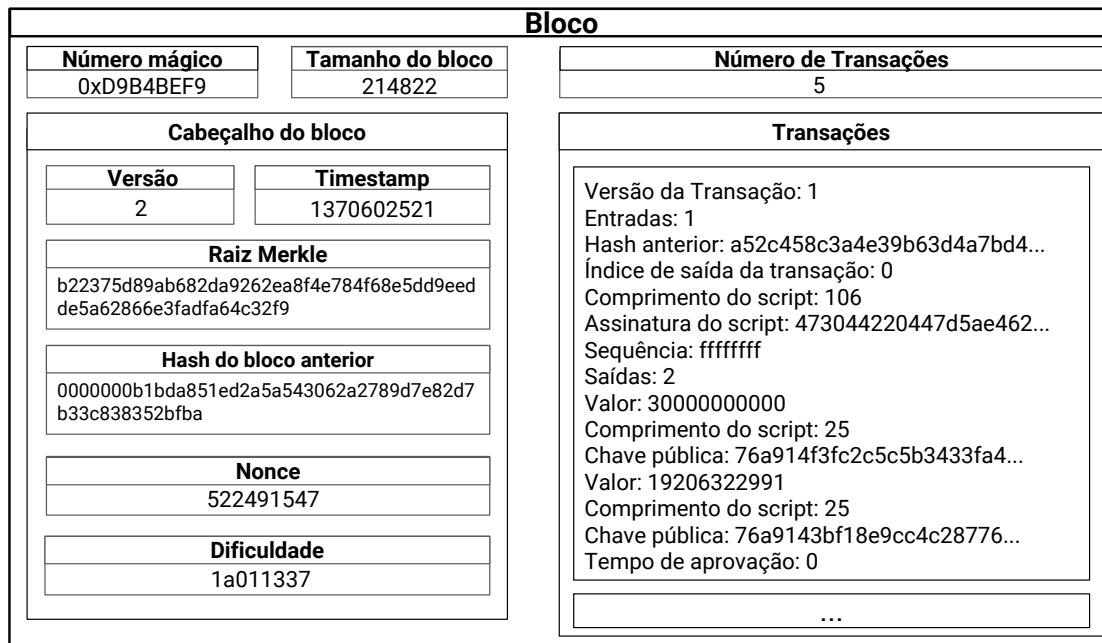 Bloco
Número mágico
0xD9B4BEF9
Tamanho do bloco
214822
Número de Transações
5
Cabeçalho do bloco
Versão
2
Timestamp
1370602521
Raiz Merkle
b22375d89ab682da9262ea8f4e784f68e5dd9eed
de5a62866e3fadfa64c32f9
Hash do bloco anterior
0000000b1bda851ed2a5a543062a2789d7e82d7
b33c838352bfba
Nonce
522491547
Dificuldade
1a011337
Transações
Versão da Transação: 1
Entradas: 1
Hash anterior: a52c458c3a4e39b63d4a7bd4...
Índice de saída da transação: 0
Comprimento do script: 106
Assinatura do script: 473044220447d5ae462...
Sequência: ffffffff
Saídas: 2
Valor: 30000000000
Comprimento do script: 25
Chave pública: 76a914f3fc2c5c5b3433fa4...
Valor: 19206322991
Comprimento do script: 25
Chave pública: 76a9143bf18e9cc4c28776...
Tempo de aprovação: 0
...